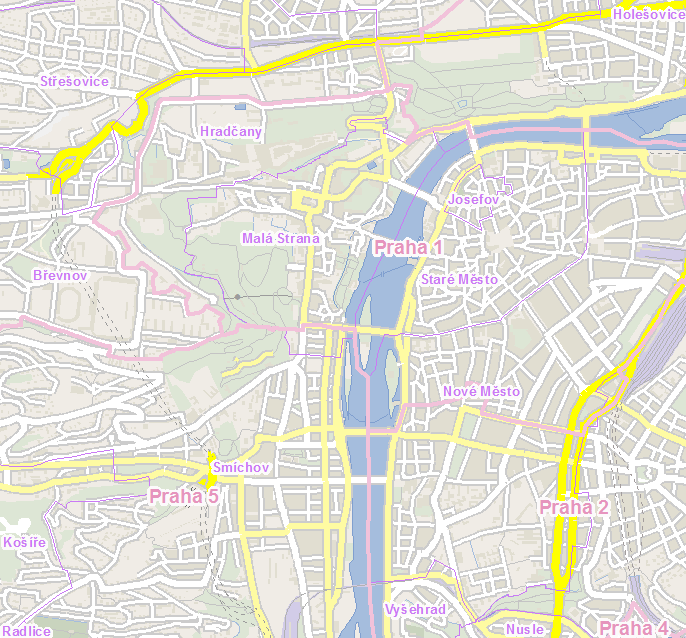 Holešovice
Střešovice
Hradčany
Josefov
Malá Strana
Praha 1
Břevnov
Staré Město
Nové Město
Smíchov
Praha 5
Praha 2
Košíře
Vyšehrad
Radlice
Nusle
Praha 4